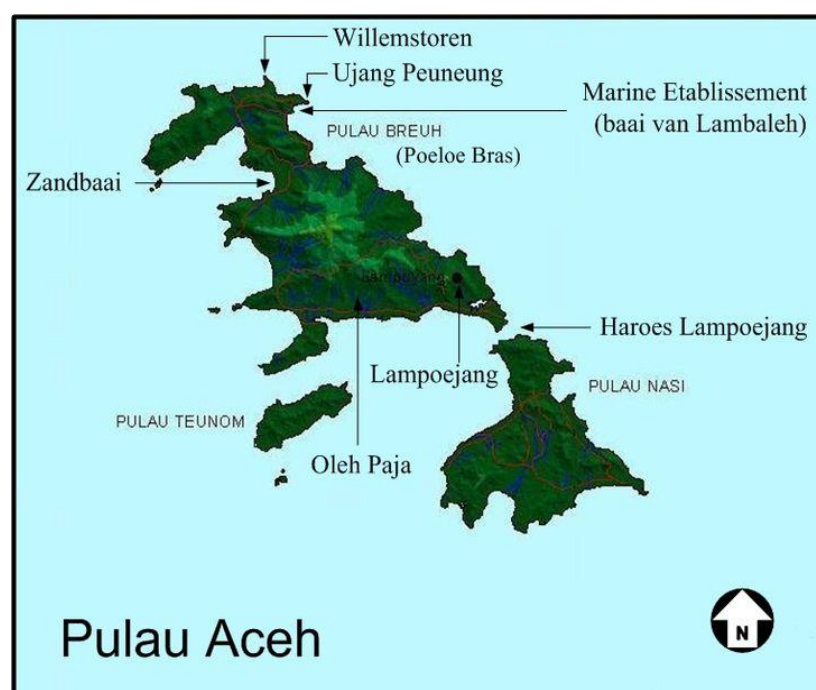 Willemstoren
Ujang Peuneung
Marine Etablissement
(baai van Lambaleh)
PULAU BREUH
(Poeloe Bras)
Zandbaai
Lambuyang
Haroes Lampoejang
Lampoejang
PULAU NASI
PULAU TEUNOM
Oleh Paja
Pulau Aceh
N